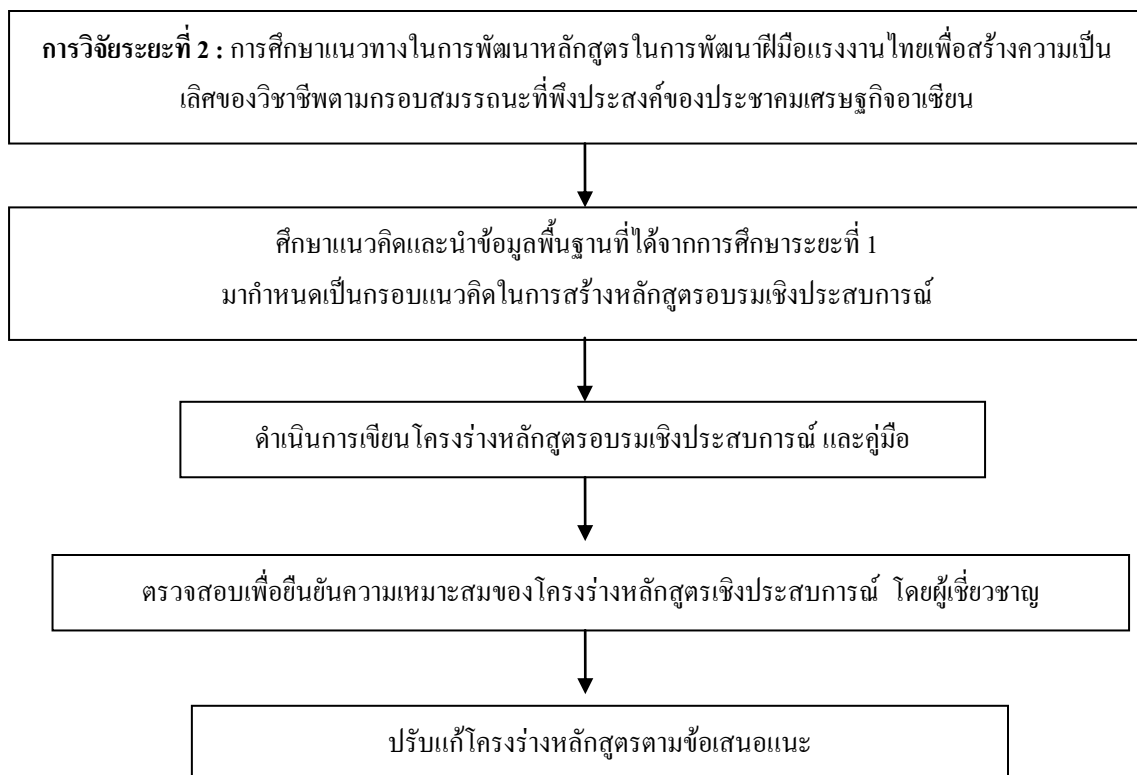 การวิจัยระยะที่ 2 : การศึกษาแนวทางในการพัฒนาหลักสูตรในการพัฒนาฝีมือแรงงานไทยเพื่อสร้างความเป็น
เลิศของวิชาชีพตามกรอบสมรรถนะที่พึงประสงค์ของประชาคมเศรษฐกิจอาเซียน
ศึกษาแนวคิดและนำข้อมูลพื้นฐานที่ได้จากการศึกษาระยะที่ 1
มากำหนดเป็นกรอบแนวคิดในการสร้างหลักสูตรอบรมเชิงประสบการณ์
ดำเนินการเขียนโครงร่างหลักสูตรอบรมเชิงประสบการณ์ และคู่มือ
ตรวจสอบเพื่อยืนยันความเหมาะสมของโครงร่างหลักสูตรเชิงประสบการณ์ โดยผู้เชี่ยวชาญ
ปรับแก้โครงร่างหลักสูตรตามข้อเสนอแนะ